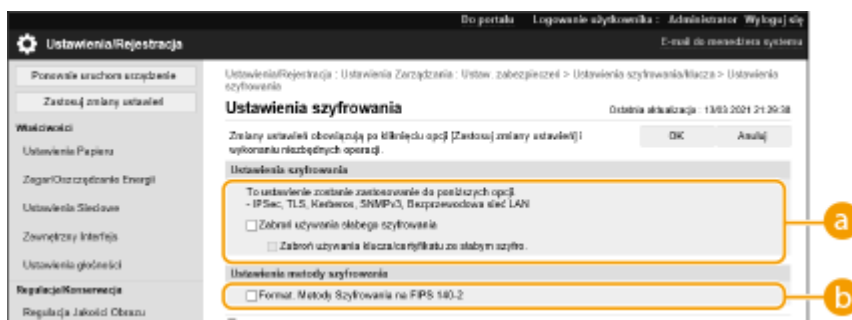 Do portalu Logowanie użytkownika : Administrator Wyloguj się
Ustawienia/Rejestracja
E-mail do menedżera systemu
Ponownie uruchom urządzenie
Zastosuj zmiany ustawień
Właściwości
Ustawienia Papieru
Zegar/Oszczędzanie Energii
Ustawienia Sieciowe
Zewnętrzny Interfejs
Ustawienia głośności
Regulacja/Konserwacja
Regulacja Jakości Obrazu
Ustawienia/Rejestracja : Ustawienia Zarządzania : Ustaw. zabezpieczeń > Ustawienia szyfrowania/klucza > Ustawienia
szyfrowania
Ustawienia szyfrowania
Ostatnia aktualizacja : 13/03 2021 21:29:38
Zmiany ustawień obowiązują po kliknięciu opcji [Zastosuj zmiany ustawień] i
wykonaniu niezbędnych operacji.
OK Anuluj
Ustawienia szyfrowania
To ustawienie zostanie zastosowane do poniższych opcji.
- IPSec, TLS, Kerberos, SNMPv3, Bezprzewodowa sieć LAN
Zabroń używania słabego szyfrowania
Zabroń używania klucza/certyfikatu ze słabym szyfro.
a
Ustawienia metody szyfrowania
Format. Metody Szyfrowania na FIPS 140-2
b